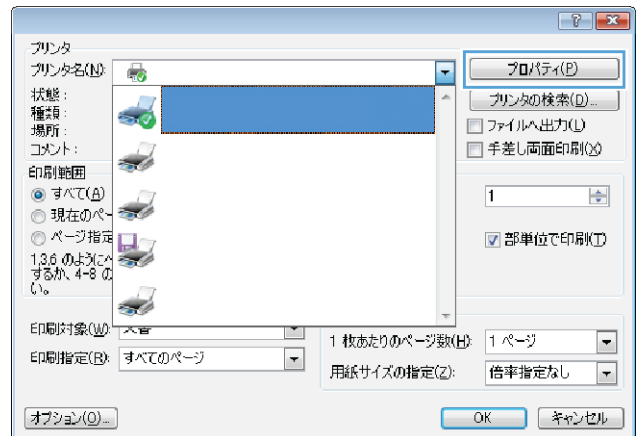 プリンタ
プリンタ名(N):
プロパティ(P)
状態:
プリンタの検索(D)...
種類:
場所:
ファイルへ出力(L)
コメント:
手差し両面印刷(X)
印刷範囲
すべて(A)
1
現在のペー
ページ指定
部単位で印刷(T)
1,3,6 のように
するか、4-8 の
い。
印刷対象(W):
1 枚あたりのページ数(H):
1 ページ
印刷指定(R):
すべてのページ
用紙サイズの指定(Z):
倍率指定なし
オプション(O)...
OK
キャンセル